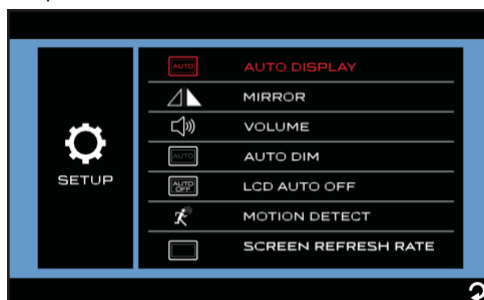 AUTO
AUTO DISPLAY
MIRROR
VOLUME
AUTO
AUTO DIM
SETUP
AUTO
OFF
LCD AUTO OFF
MOTION DETECT
SCREEN REFRESH RATE